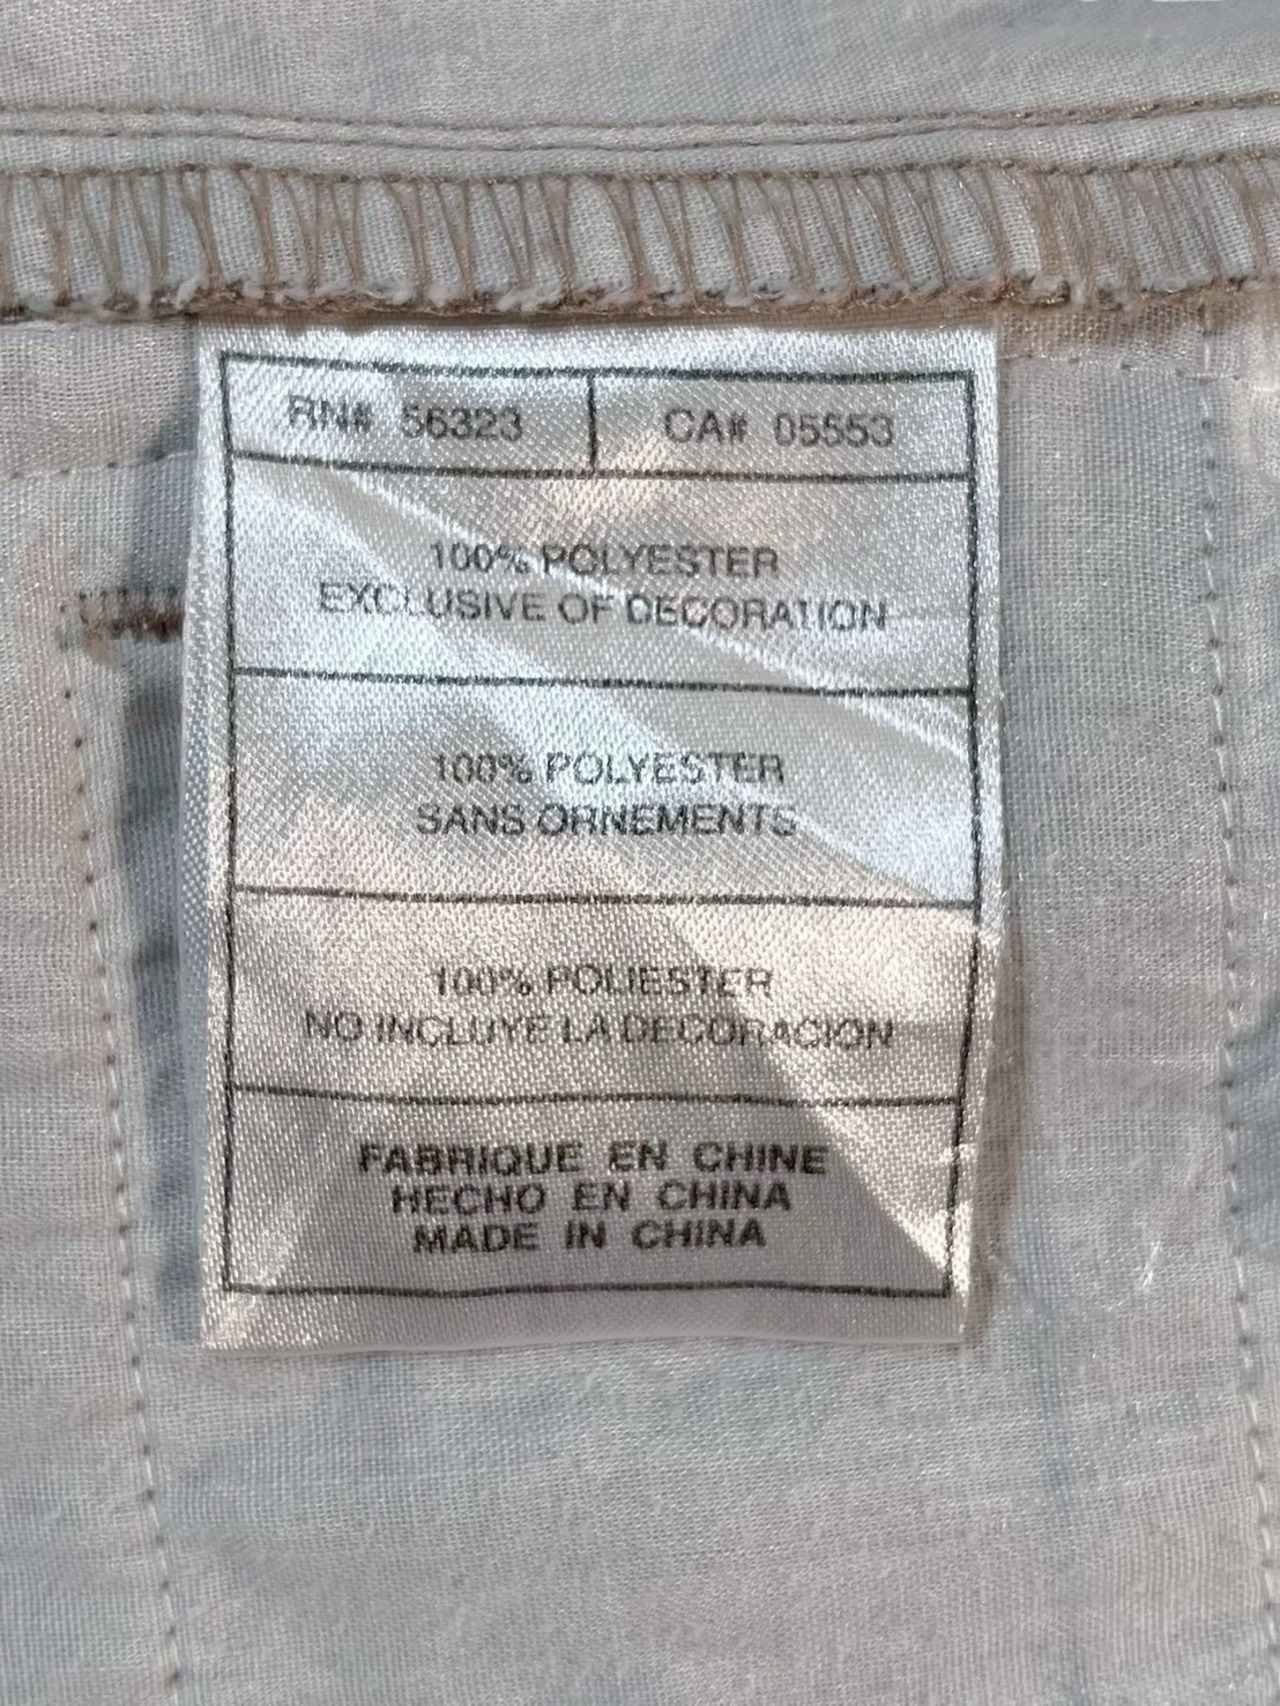 RN# 56323 CA# 05553
100% POLYESTER
EXCLUSIVE OF DECORATION
100% POLYESTER
SANS ORNEMENTS
100% POLIESTER
NO INCLUYE LA DECORACION
FABRIQUE EN CHINE
HECHO EN CHINA
MADE IN CHINA